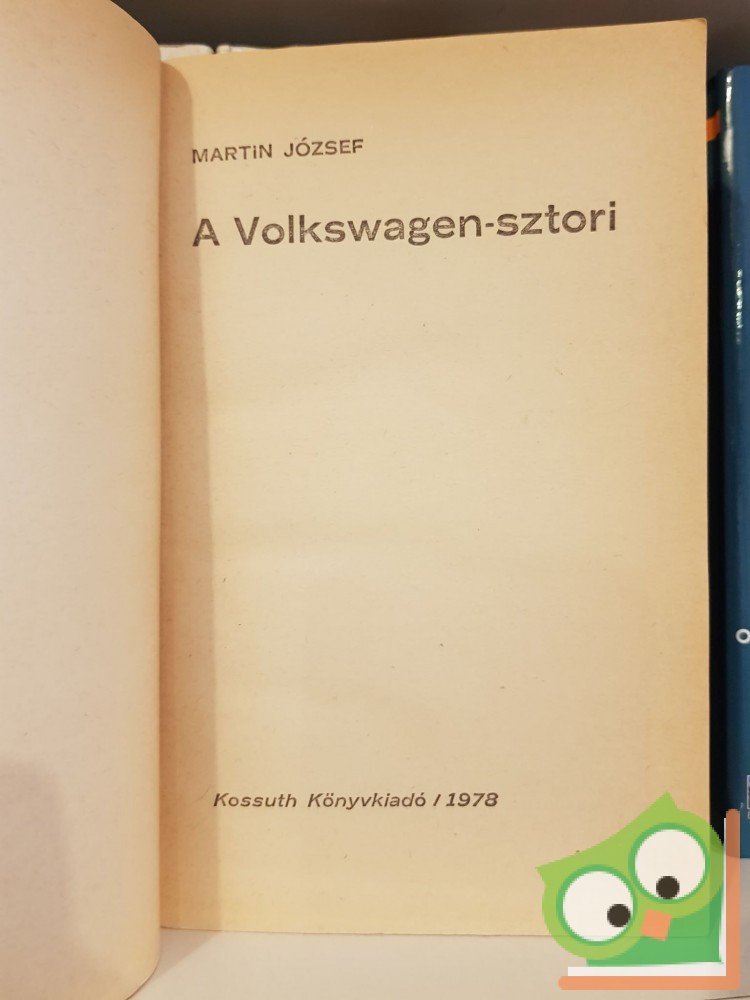 MARTIN JÓZSEF
A Volkswagen-sztori
Kossuth Könyvkiadó / 1978